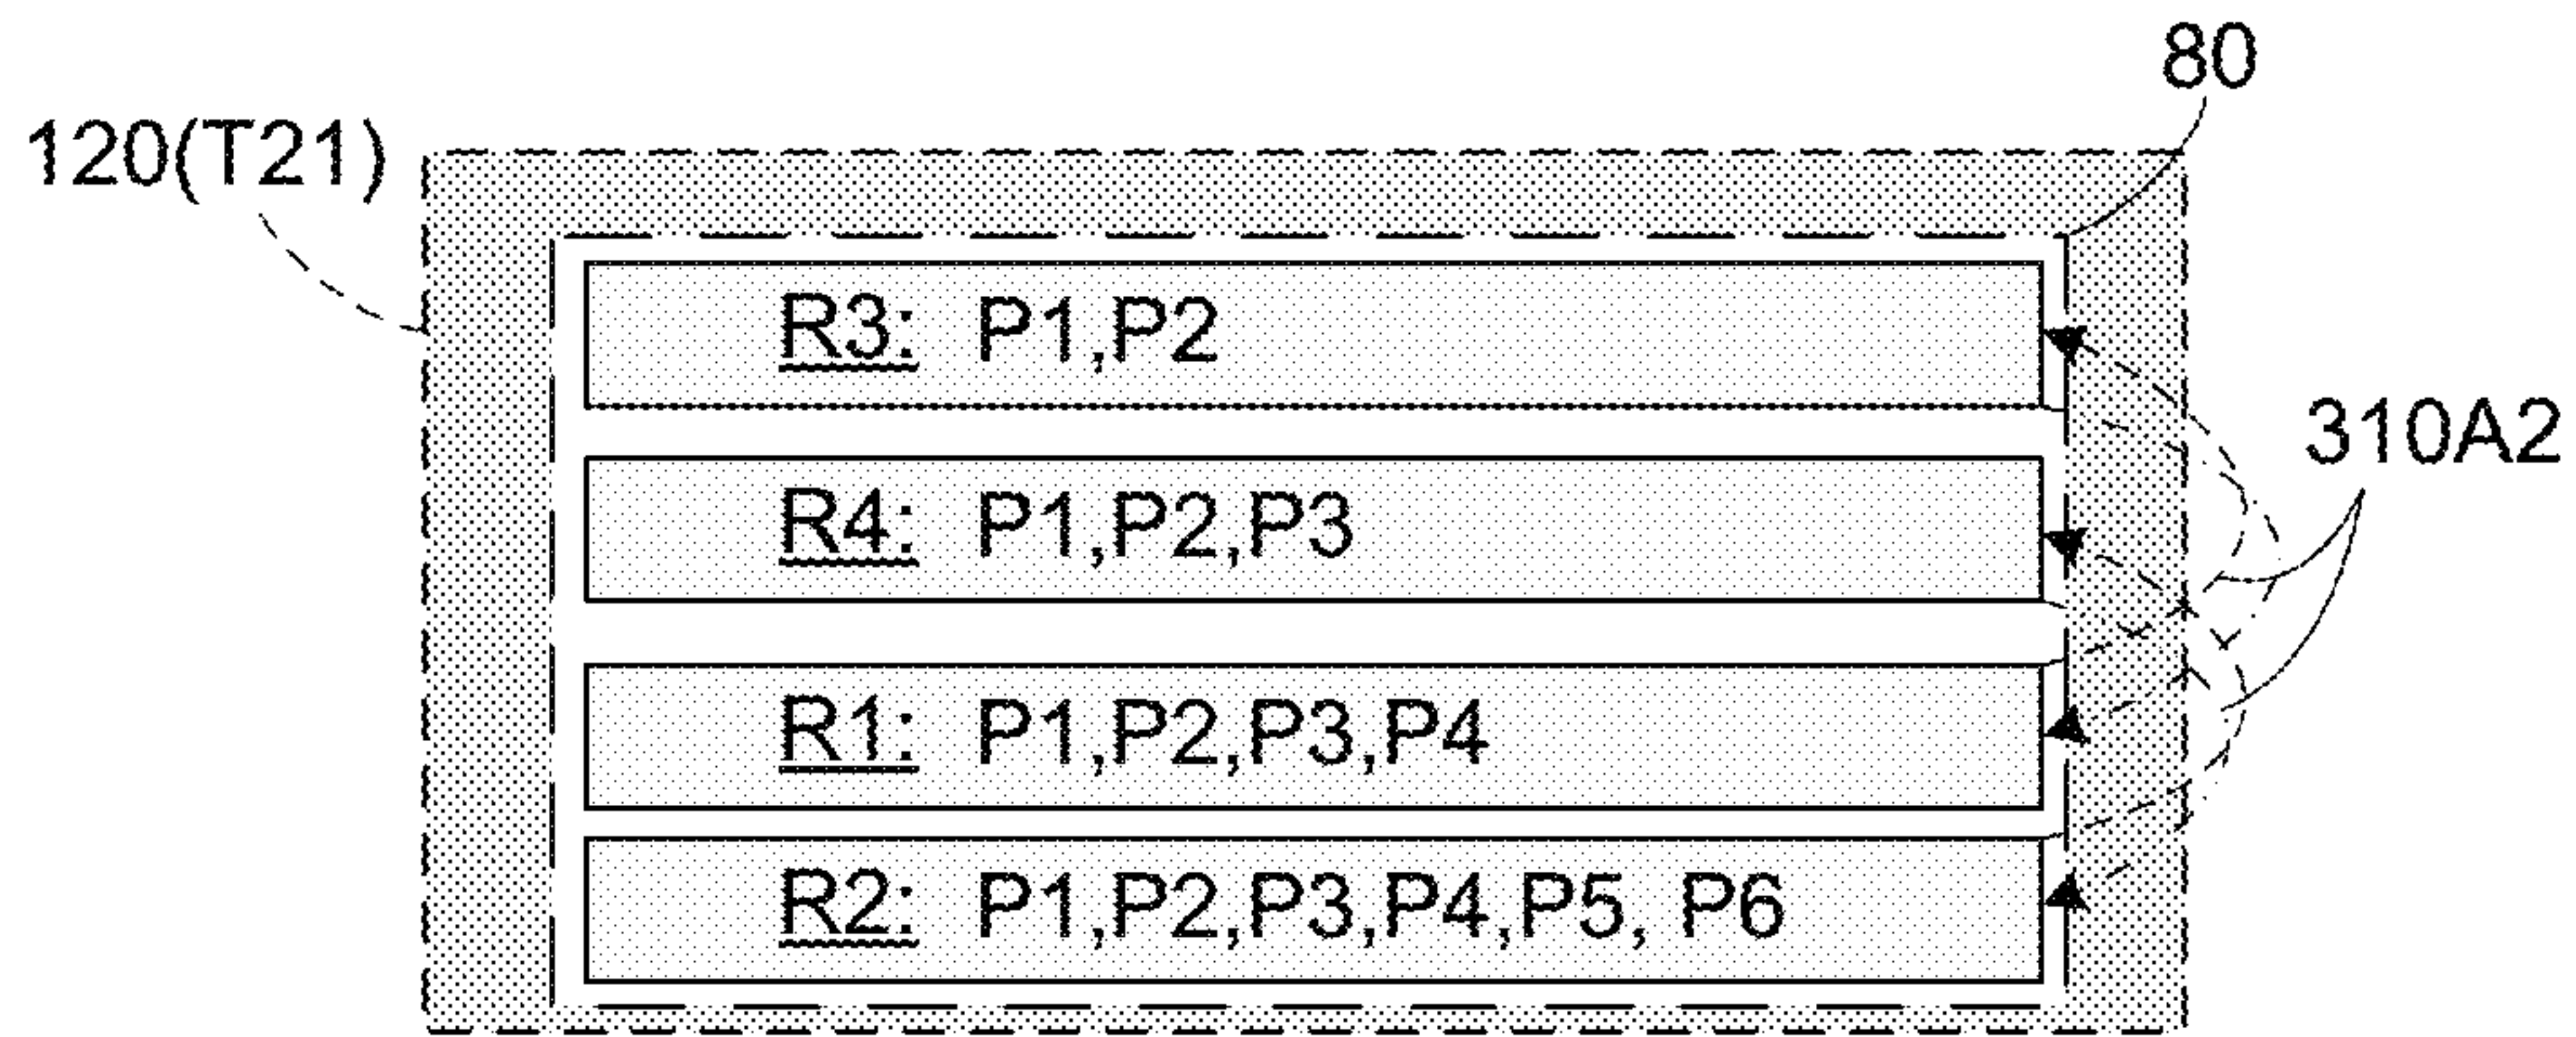 80
120(T21)
R3: P1,P2
310A2
R4: P1,P2,P3
R1: P1,P2,P3,P4
R2: P1,P2,P3,P4,P5, P6